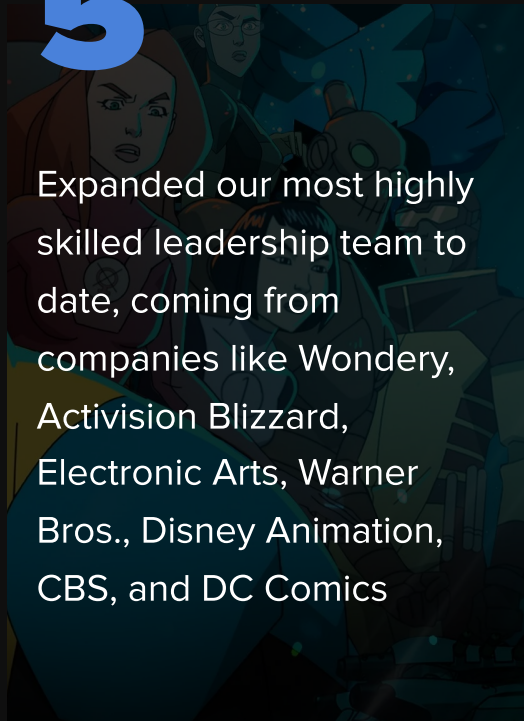 5
Expanded our most highly
skilled leadership team to
date, coming from
companies like Wondery,
Activision Blizzard,
Electronic Arts, Warner
Bros., Disney Animation,
CBS, and DC Comics